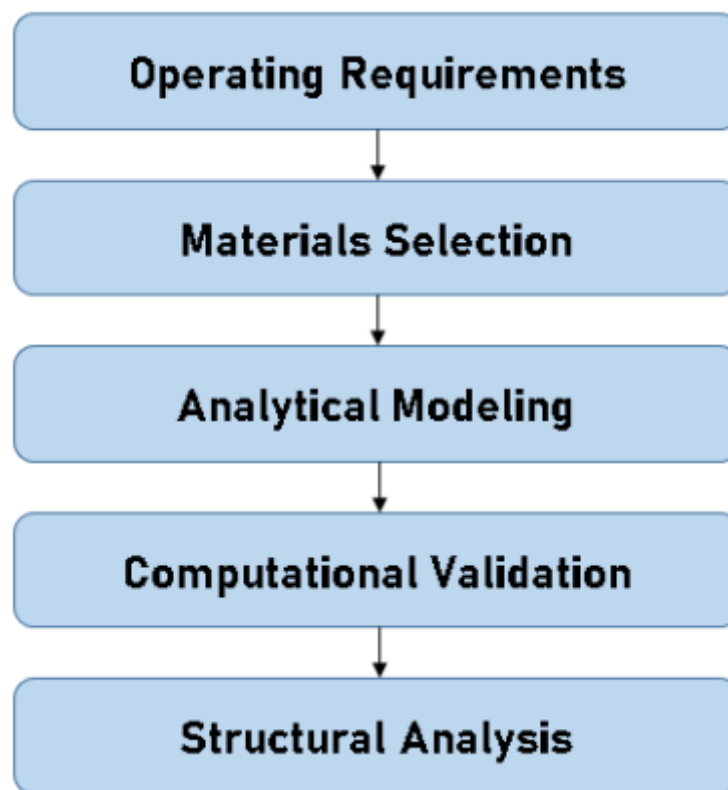 Operating Requirements
Materials Selection
Analytical Modeling
Computational Validation
Structural Analysis